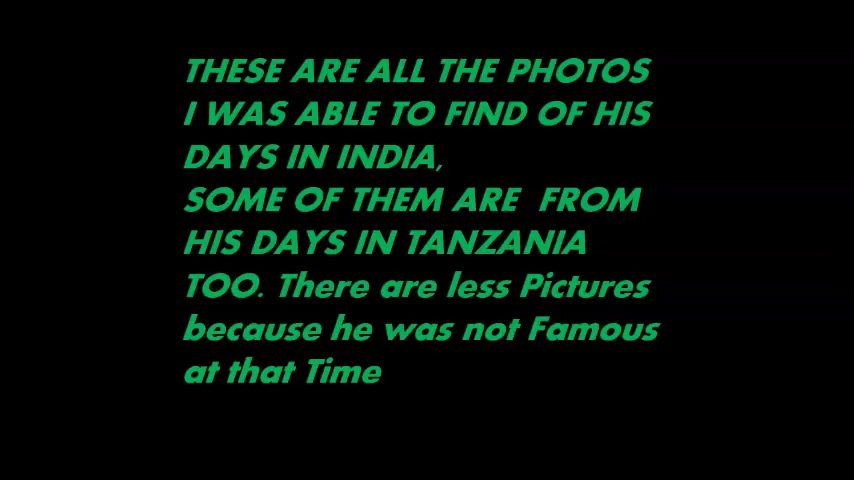 THESE ARE ALL THE PHOTOS
I WAS ABLE TO FIND OF HIS
DAYS IN INDIA,
SOME OF THEM ARE  FROM
HIS DAYS IN TANZANIA
TOO. There are less Pictures
because he was not Famous
at that Time